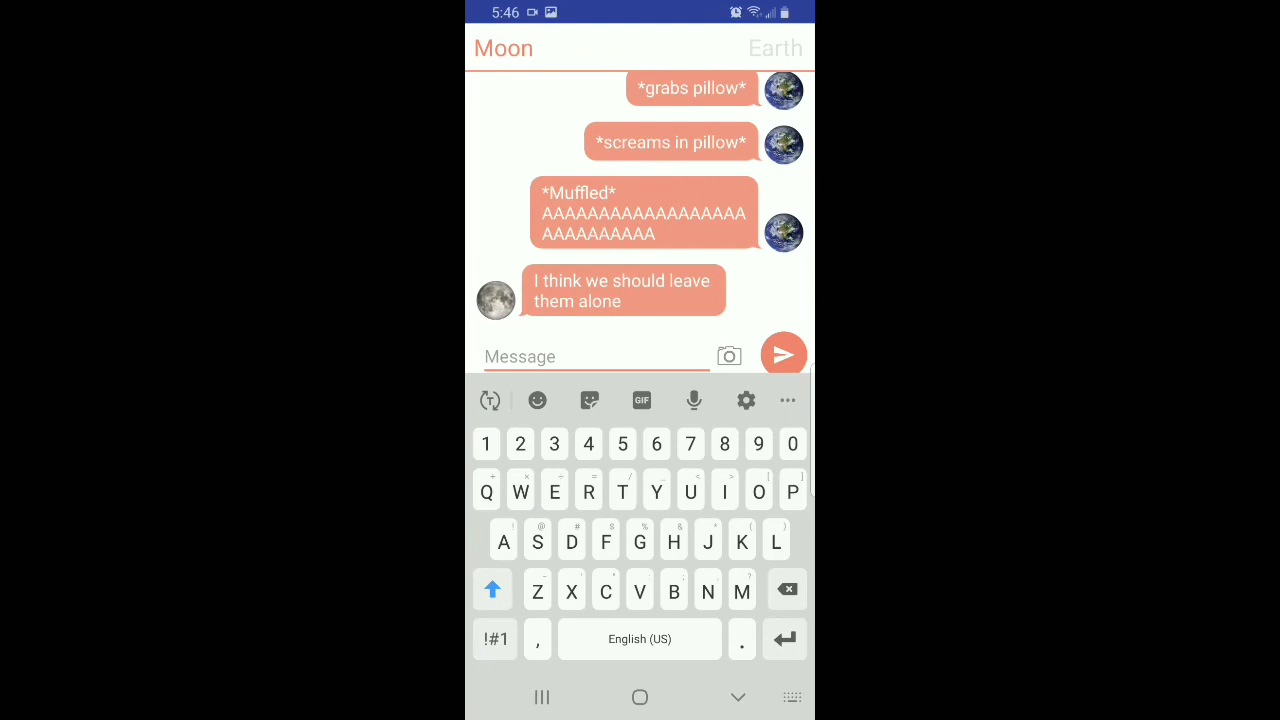 5:46
Moon Earth
*grabs pillow*
*screams in pillow*
*Muffled*
AAAAAAAAAAAAAAAAAA
AAAAAAAAAA
I think we should leave
them alone
Message
GIF
1 2 3 4 5 6 7 8 9 0
Q W E R T Y U I O P
A S D F G H J K L
Z X C V B N M
!#1 , English (US) .